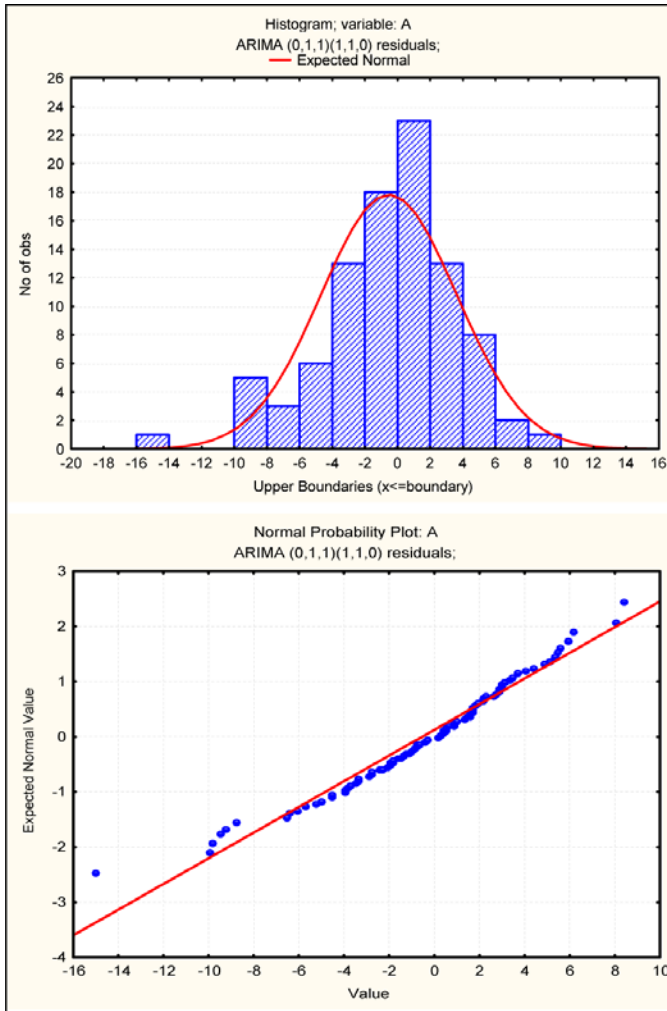 Histogram; variable: A
ARIMA (0,1,1)(1,1,0) residuals;
Expected Normal
26
24
22
20
18
16
14
12
10
8
6
4
2
0
No of obs
-20 -18 -16 -14 -12 -10 -8 -6 -4 -2 0 2 4 6 8 10 12 14 16
Upper Boundaries (x<=boundary)
Normal Probability Plot: A
ARIMA (0,1,1)(1,1,0) residuals;
3
2
1
0
-1
-2
-3
-4
Expected Normal Value
-16 -14 -12 -10 -8 -6 -4 -2 0 2 4 6 8 10
Value